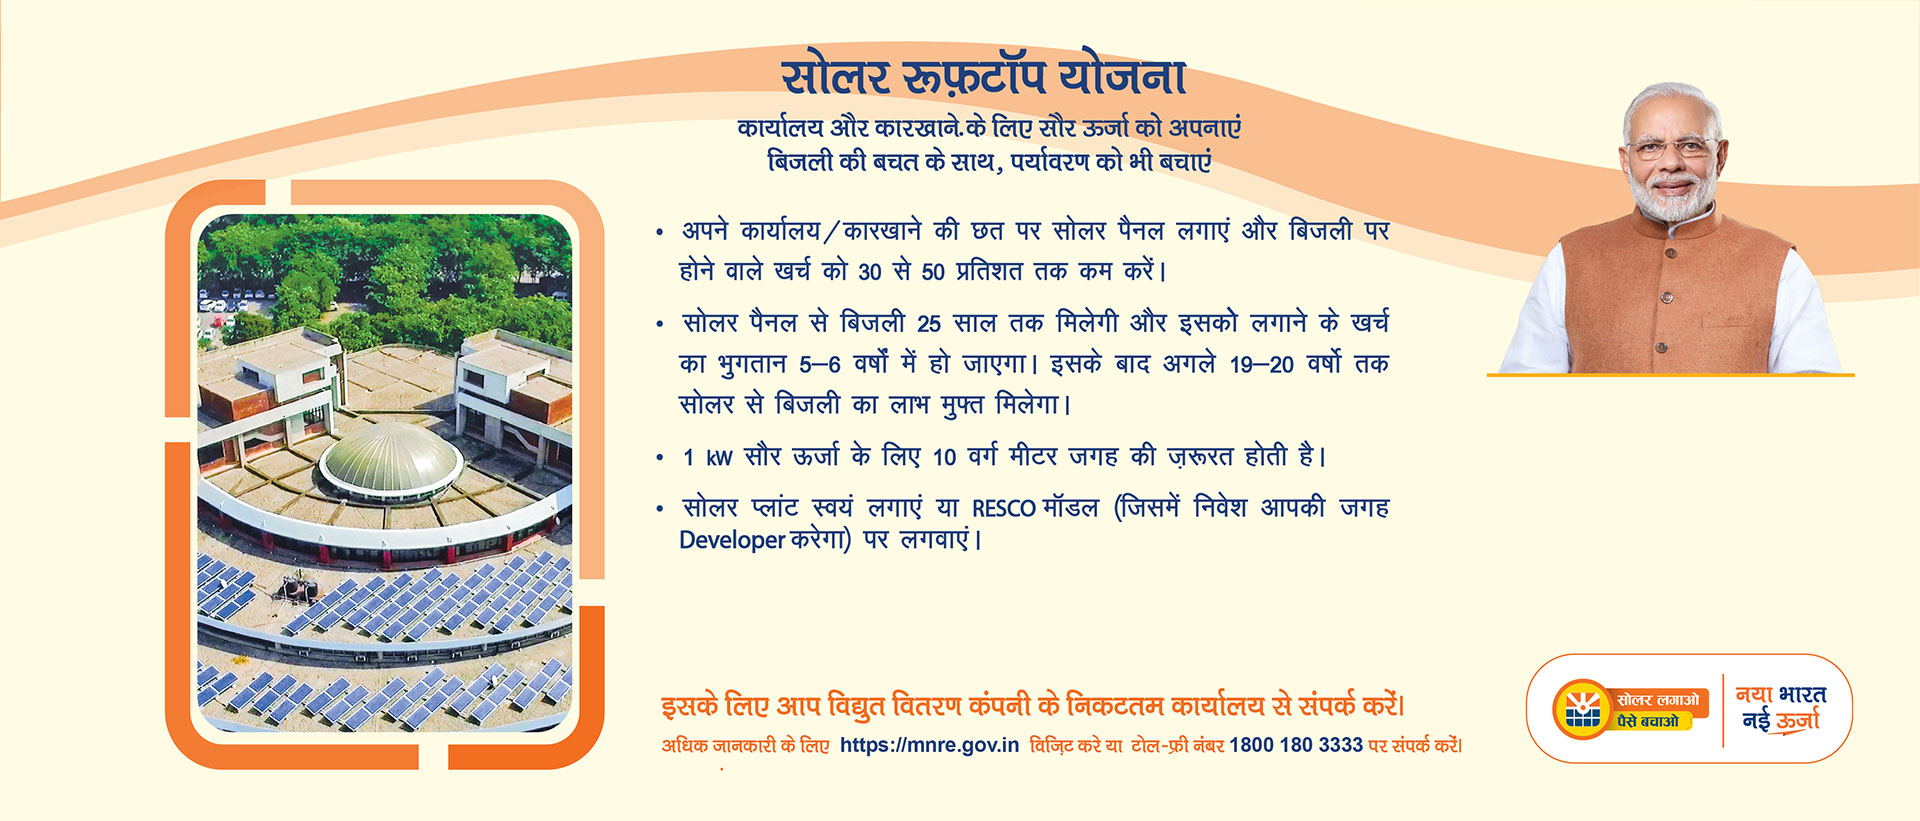 सोलर रूफ़टॉप योजना
कार्यालय और कारखाने.के लिए सौर ऊर्जा को अपनाएं
बिजली की बचत के साथ, पर्यावरण को भी बचाएं
• अपने कार्यालय/कारखाने की छत पर सोलर पैनल लगाएं और बिजली पर
होने वाले खर्च को 30 से 50 प्रतिशत तक कम करें।
• सोलर पैनल से बिजली 25 साल तक मिलेगी और इसको लगाने के खर्च
का भुगतान 5–6 वर्षों में हो जाएगा। इसके बाद अगले 19–20 वर्षो तक
सोलर से बिजली का लाभ मुफ्त मिलेगा।
• 1 kW सौर ऊर्जा के लिए 10 वर्ग मीटर जगह की ज़रूरत होती है।
• सोलर प्लांट स्वयं लगाएं या RESCO मॉडल (जिसमें निवेश आपकी जगह
Developer करेगा) पर लगवाएं।
इसके लिए आप विद्युत वितरण कंपनी के निकटतम कार्यालय से संपर्क करें।
अधिक जानकारी के लिए https://mnre.gov.in विज़िट करे या टोल-फ्री नंबर 1800 180 3333 पर संपर्क करें।
सोलर लगाओ
पैसे बचाओ
नया भारत
नई ऊर्जा